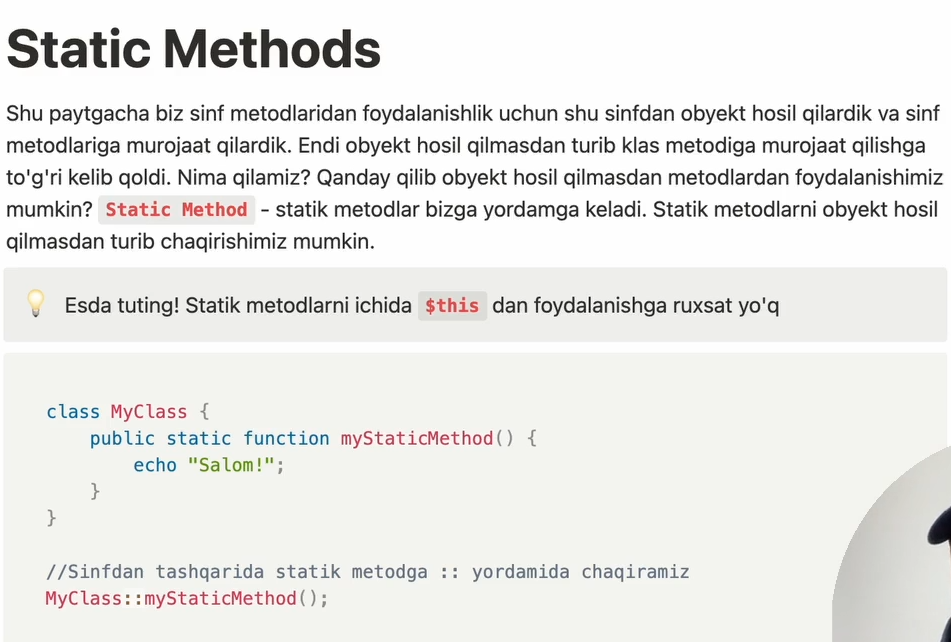 Static Methods
Shu paytgacha biz sinf metodlaridan foydalanishlik uchun shu sinfdan obyekt hosil qilardik va sinf
metodlariga murojaat qilardik. Endi obyekt hosil qilmasdan turib klas metodiga murojaat qilishga
to'g'ri kelib qoldi. Nima qilamiz? Qanday qilib obyekt hosil qilmasdan metodlardan foydalanishimiz
mumkin? Static Method - statik metodlar bizga yordamga keladi. Statik metodlarni obyekt hosil
qilmasdan turib chaqirishimiz mumkin.
Esda tuting! Statik metodlarni ichida $this dan foydalanishga ruxsat yo'q
class MyClass {
    public static function myStaticMethod() {
        echo "Salom!";
    }
}
//Sinfdan tashqarida statik metodga :: yordamida chaqiramiz
MyClass::myStaticMethod();